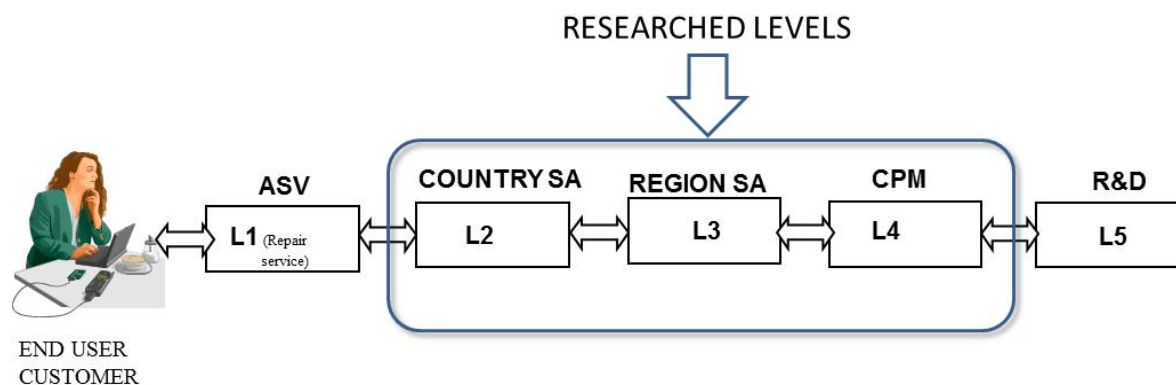 RESEARCHED LEVELS
ASV
COUNTRY SA
REGION SA
CPM
R&D
L1 (Repair
service)
L2
L3
L4
L5
END USER
CUSTOMER